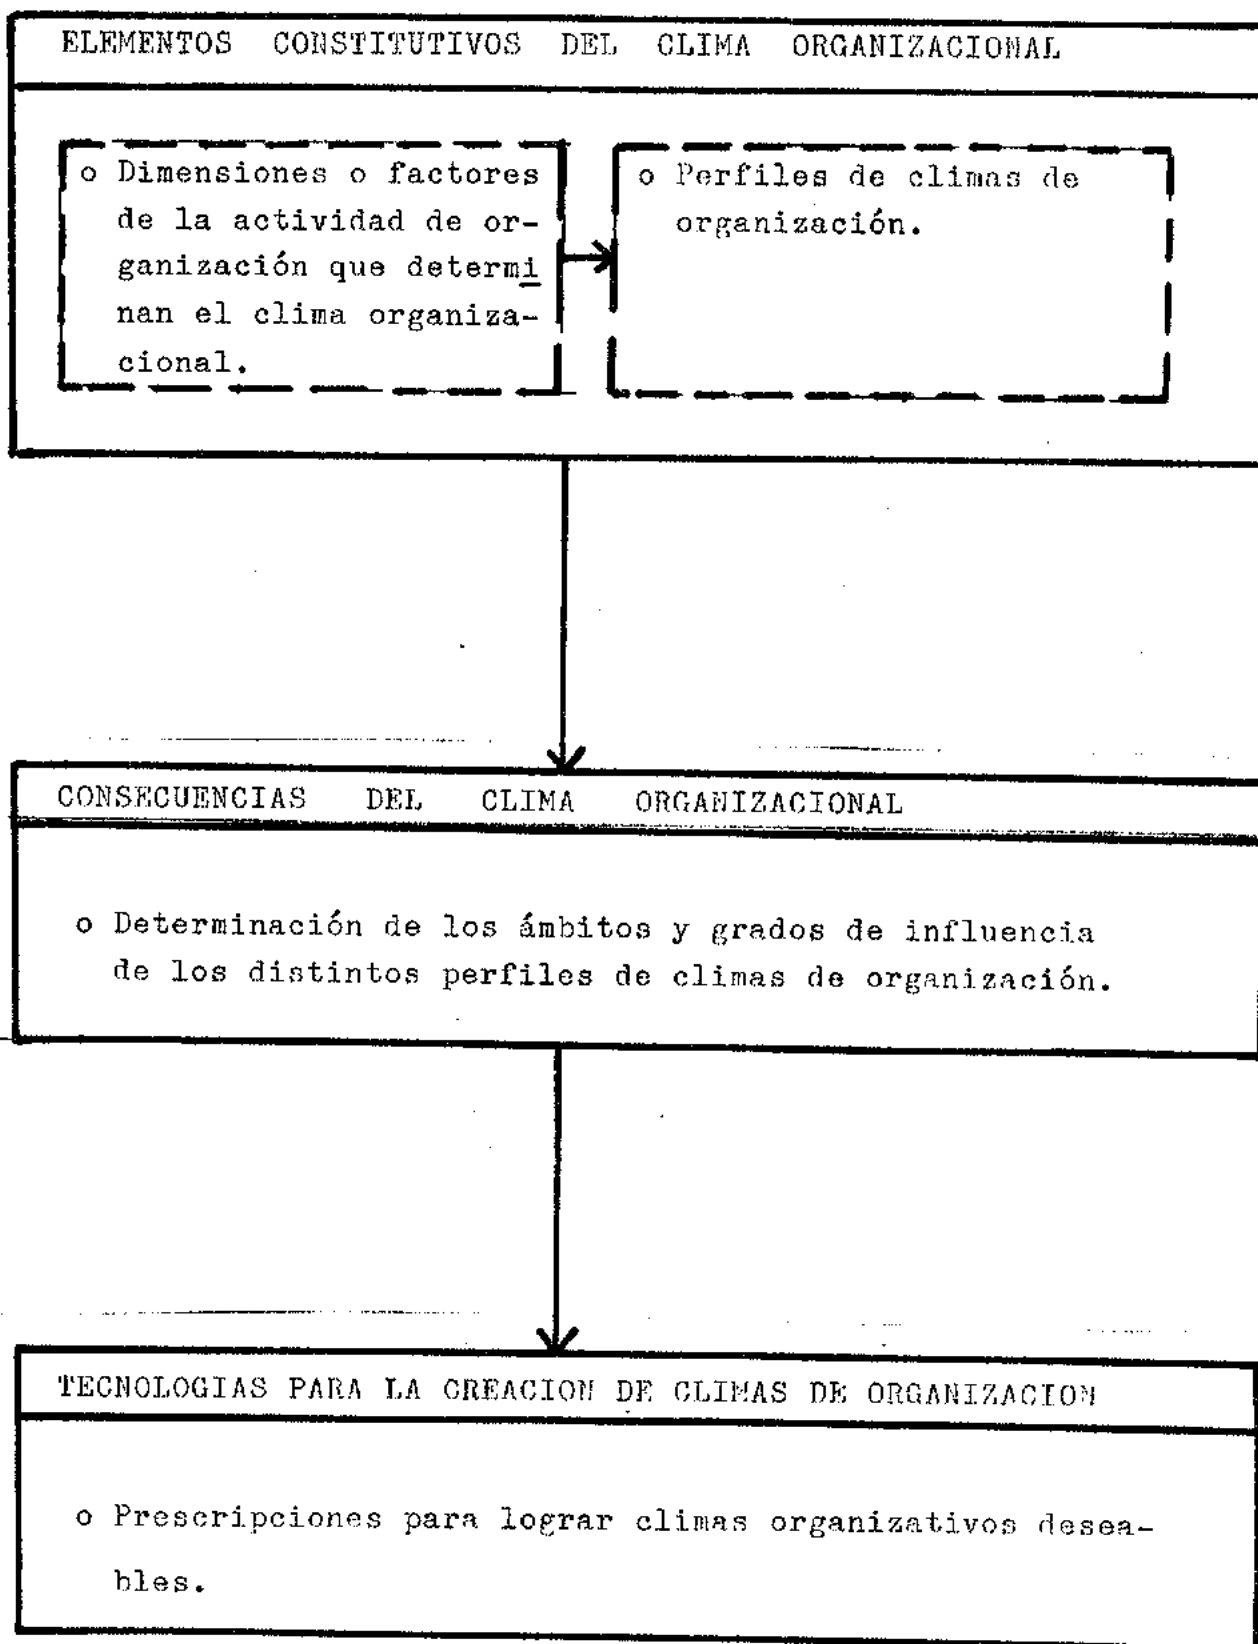 ELEMENTOS CONSTITUTIVOS DEL CLIMA ORGANIZACIONAL
o Dimensiones o factores
de la actividad de or-
ganización que determi
nan el clima organiza-
cional.
o Perfiles de climas de
organización.
CONSECUENCIAS DEL CLIMA ORGANIZACIONAL
o Determinación de los ámbitos y grados de influencia
de los distintos perfiles de climas de organización.
TECNOLOGIAS PARA LA CREACION DE CLIMAS DE ORGANIZACION
o Prescripciones para lograr climas organizativos desea-
bles.